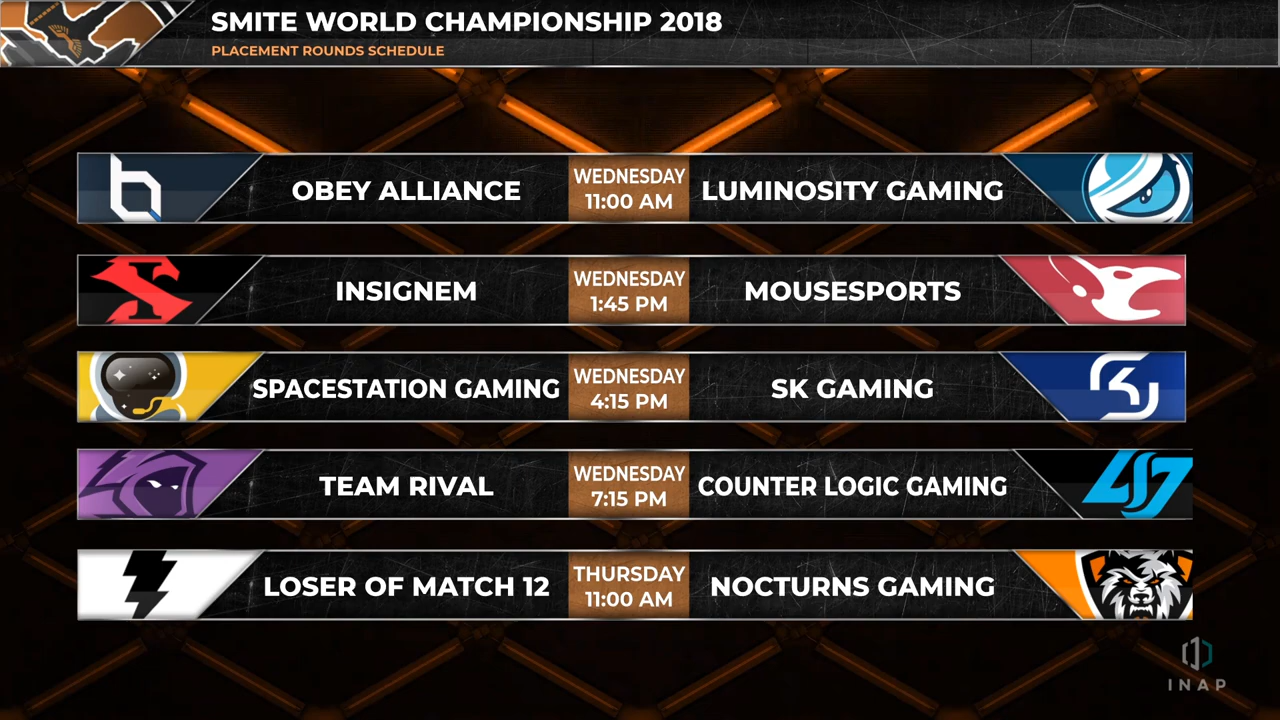 SMITE WORLD CHAMPIONSHIP 2018
PLACEMENT ROUNDS SCHEDULE
OBEY ALLIANCE
WEDNESDAY
11:00 AM
LUMINOSITY GAMING
INSIGNEM
WEDNESDAY
1:45 PM
MOUSESPORTS
SPACESTATION GAMING
WEDNESDAY
4:15 PM
SK GAMING
TEAM RIVAL
WEDNESDAY
7:15 PM
COUNTER LOGIC GAMING
LOSER OF MATCH 12
THURSDAY
11:00 AM
NOCTURNS GAMING
INAP